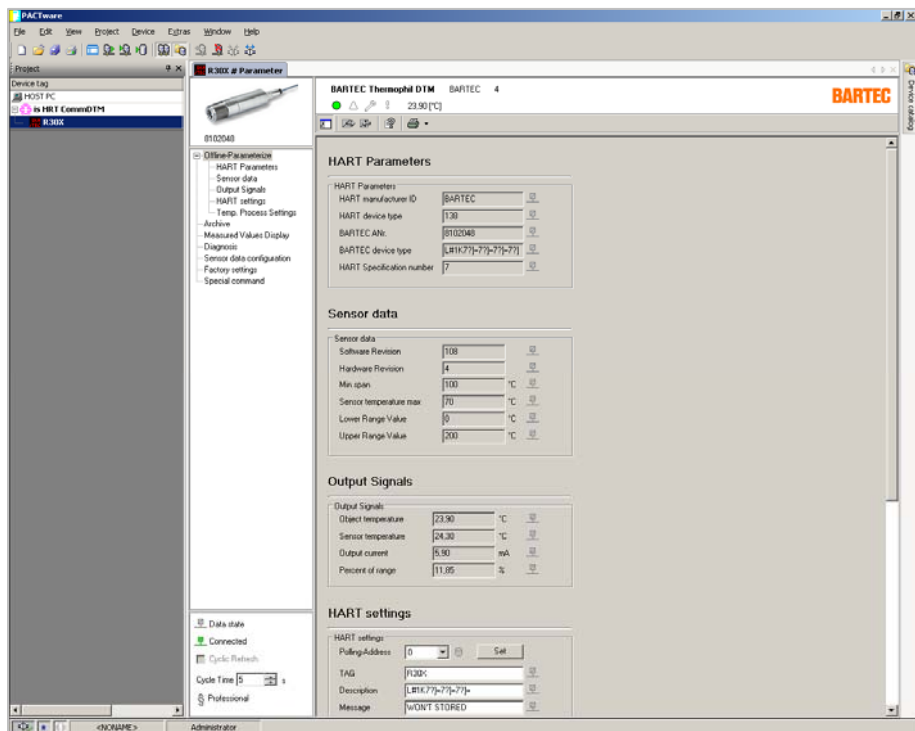 PACTware
File Edit View Project Device Extras Window Help
Project
R30X # Parameter
Device tag
HOST PC
is HRT CommDTM
R30X
8102048
BARTEC Thermophil DTM BARTEC 4
23,90 [°C]
BARTEC
Device catalog
Offline-Parameterize
HART Parameters
Sensor data
Output Signals
HART settings
Temp. Process Settings
Archive
Measured Values Display
Diagnosis
Sensor data configuration
Factory settings
Special command
HART Parameters
HART Parameters
HART manufacturer ID BARTEC
HART device type 138
BARTEC ANr. 8102048
BARTEC device type L#1K??]=??]=??]=??]
HART Specification number 7
Sensor data
Sensor data
Software Revision 108
Hardware Revision 4
Min span 100 °C
Sensor temperature max 70 °C
Lower Range Value 0 °C
Upper Range Value 200 °C
Output Signals
Output Signals
Object temperature 23,90 °C
Sensor temperature 24,30 °C
Output current 5,90 mA
Percent of range 11,85 %
HART settings
HART settings
Polling-Address 0 Set
TAG R30X
Description L#1K??]=??]=??]=
Message WON'T STORED
Data state
Connected
Cyclic Refresh
Cycle Time 5 s
Professional
<NONAME> Administrator